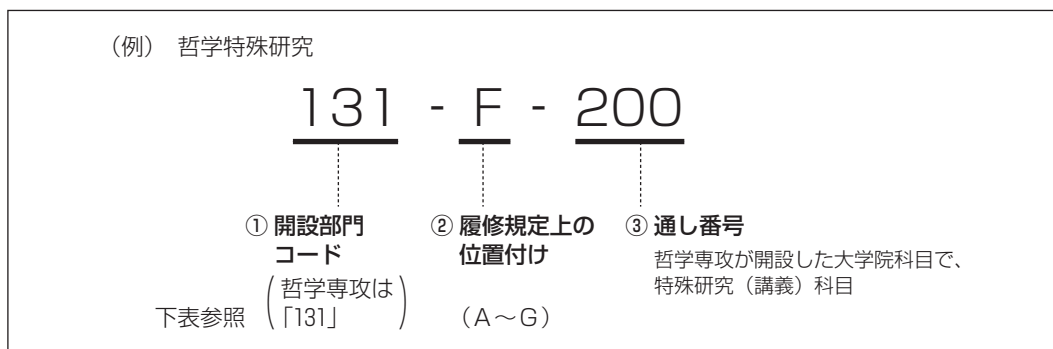 （例） 哲学特殊研究
131 - F - 200
① 開設部門
コード
② 履修規定上の
位置付け
③ 通し番号
哲学専攻が開設した大学院科目で、
特殊研究（講義）科目
下表参照 （哲学専攻は
「131」）
（A～G）